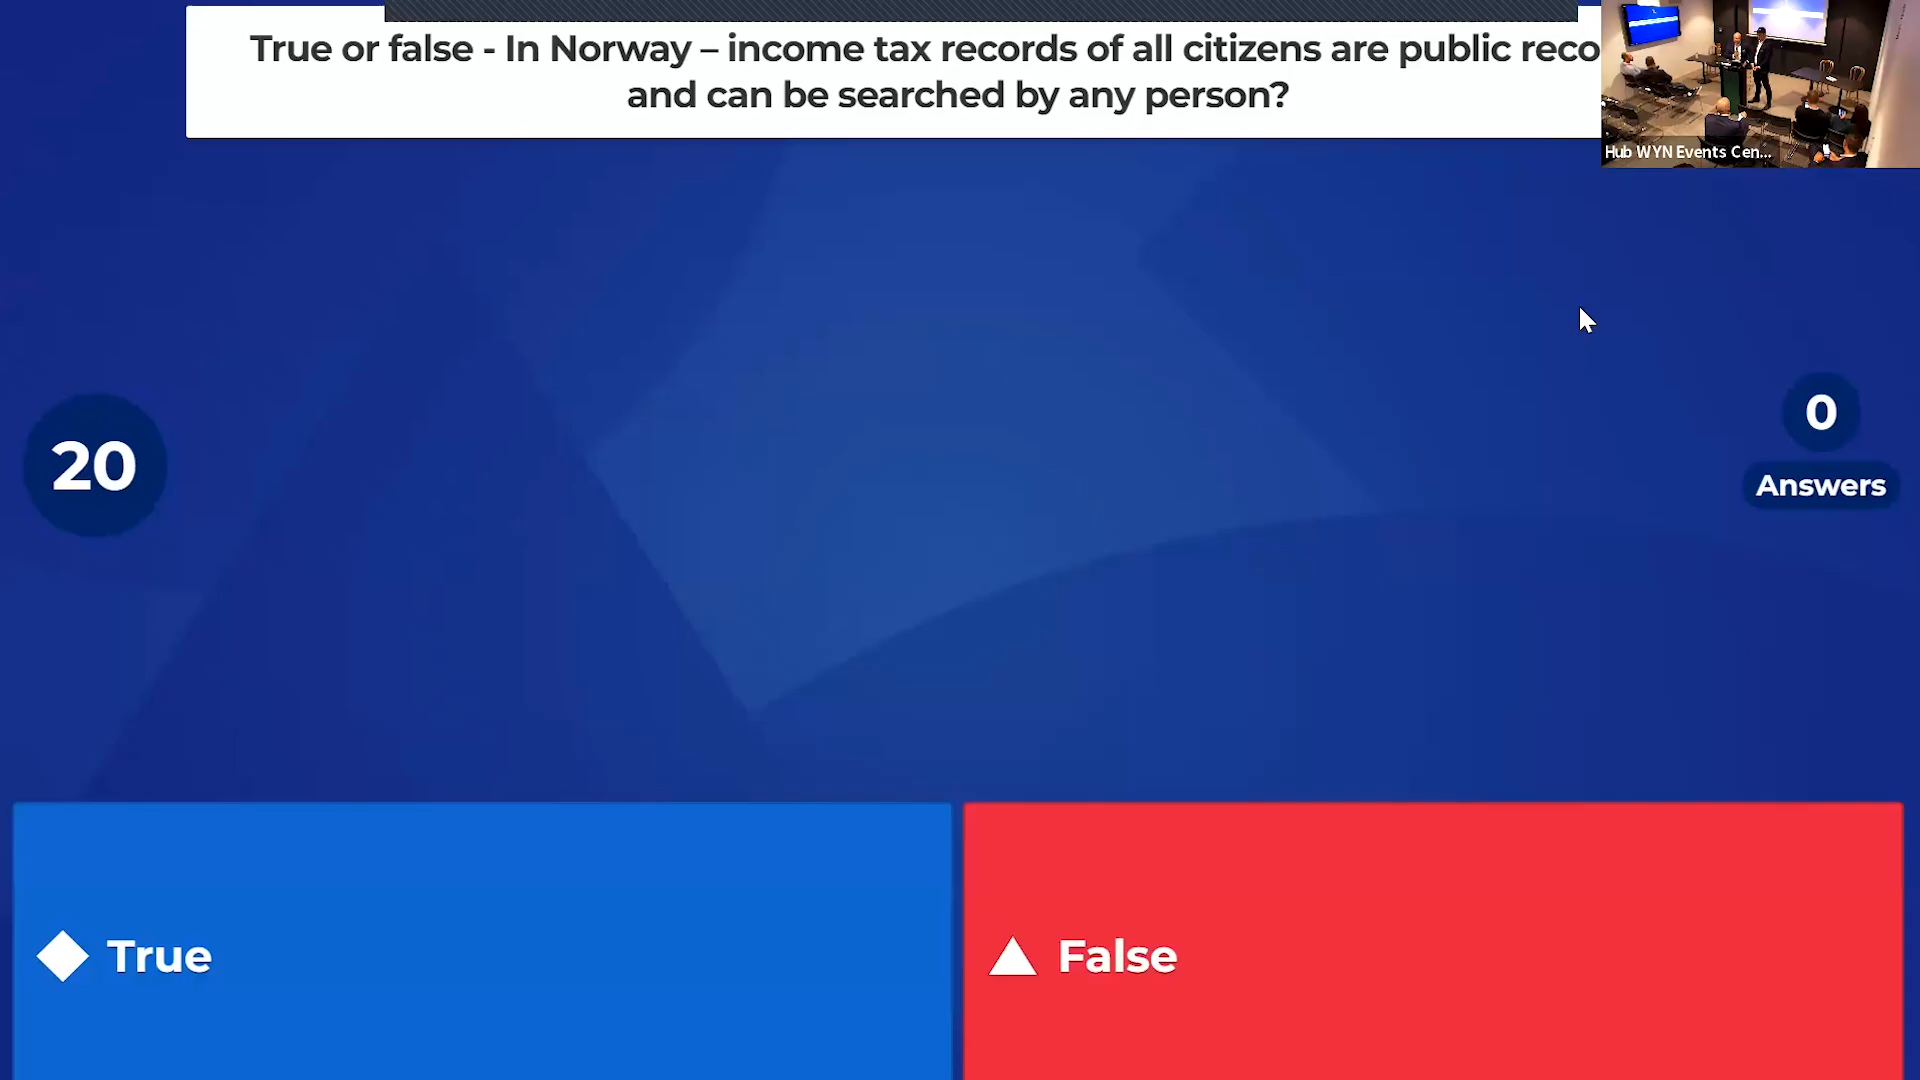 True or false - In Norway – income tax records of all citizens are public reco
and can be searched by any person?
Hub WYN Events Cen...
20
0
Answers
True
False